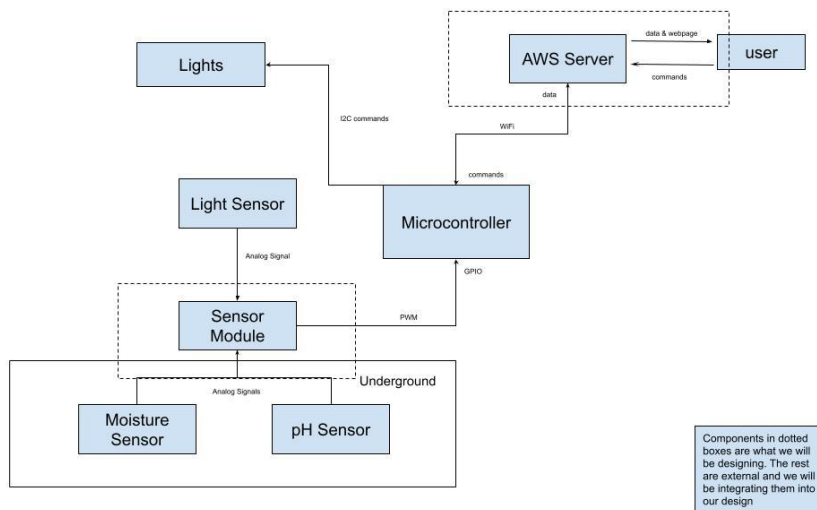 data & webpage
AWS Server
user
Lights
commands
data
I2C commands
WiFi
commands
Light Sensor
Microcontroller
Analog Signal
GPIO
Sensor
Module
PWM
Underground
Analog Signals
Moisture
Sensor
pH Sensor
Components in dotted
boxes are what we will
be designing. The rest
are external and we will
be integrating them into
our design